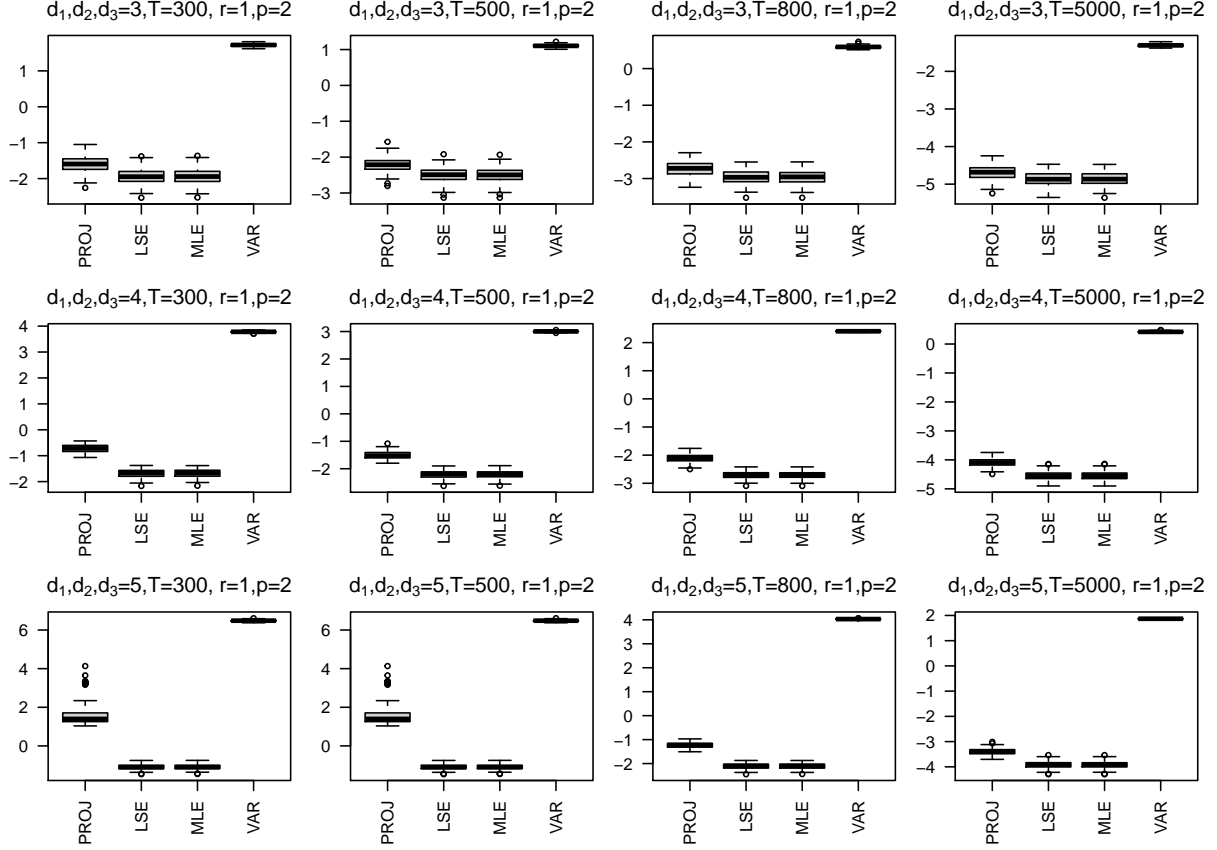 d₁,d₂,d₃=3,T=300, r=1,p=2
1
0
−1
−2
PROJ
LSE
MLE
VAR
d₁,d₂,d₃=3,T=500, r=1,p=2
1
0
−1
−2
−3
PROJ
LSE
MLE
VAR
d₁,d₂,d₃=3,T=800, r=1,p=2
0
−1
−2
−3
PROJ
LSE
MLE
VAR
d₁,d₂,d₃=3,T=5000, r=1,p=2
−2
−3
−4
−5
PROJ
LSE
MLE
VAR
d₁,d₂,d₃=4,T=300, r=1,p=2
4
3
2
1
0
−1
−2
PROJ
LSE
MLE
VAR
d₁,d₂,d₃=4,T=500, r=1,p=2
3
2
1
0
−1
−2
PROJ
LSE
MLE
VAR
d₁,d₂,d₃=4,T=800, r=1,p=2
2
1
0
−1
−2
−3
PROJ
LSE
MLE
VAR
d₁,d₂,d₃=4,T=5000, r=1,p=2
0
−1
−2
−3
−4
−5
PROJ
LSE
MLE
VAR
d₁,d₂,d₃=5,T=300, r=1,p=2
6
4
2
0
PROJ
LSE
MLE
VAR
d₁,d₂,d₃=5,T=500, r=1,p=2
6
4
2
0
PROJ
LSE
MLE
VAR
d₁,d₂,d₃=5,T=800, r=1,p=2
4
3
2
1
0
−1
−2
PROJ
LSE
MLE
VAR
d₁,d₂,d₃=5,T=5000, r=1,p=2
2
1
0
−1
−2
−3
−4
PROJ
LSE
MLE
VAR